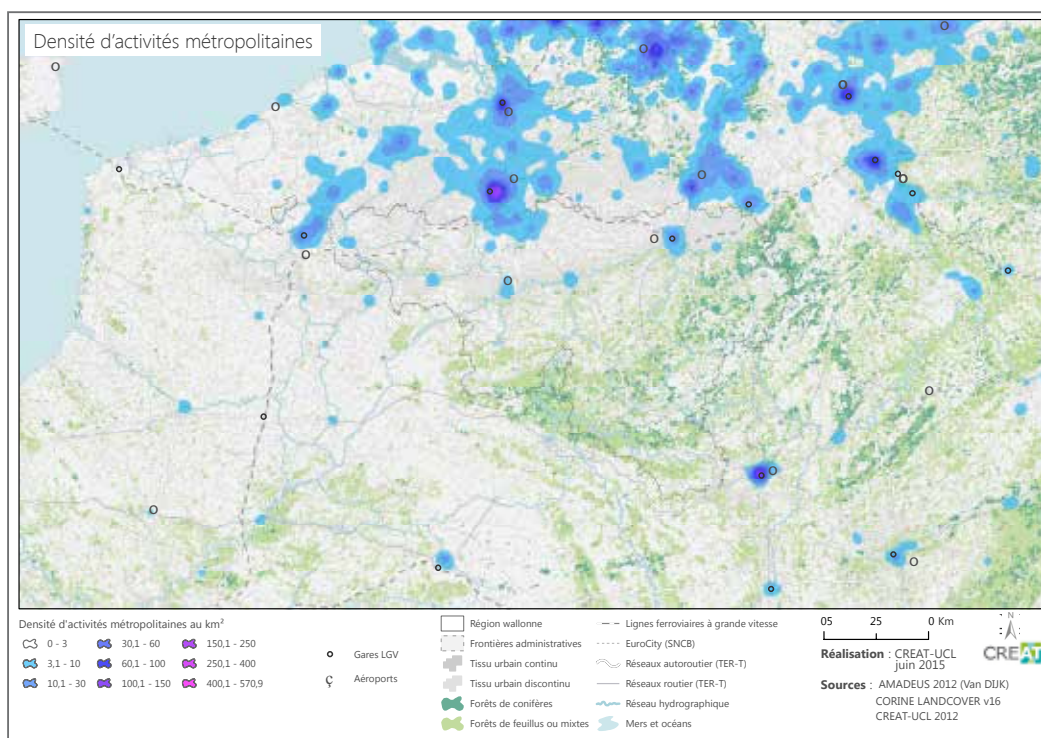 Densité d'activités métropolitaines
Densité d'activités métropolitaines au km²
0 - 3
3,1 - 10
10,1 - 30
30,1 - 60
60,1 - 100
100,1 - 150
150,1 - 250
250,1 - 400
400,1 - 570,9
Gares LGV
ç Aéroports
Région wallonne
Frontières administratives
Tissu urbain continu
Tissu urbain discontinu
Forêts de conifères
Forêts de feuillus ou mixtes
Lignes ferroviaires à grande vitesse
EuroCity (SNCB)
Réseaux autoroutier (TER-T)
Réseaux routier (TER-T)
Réseau hydrographique
Mers et océans
05 25 0 Km
N
Réalisation : CREAT-UCL
juin 2015
CREAT
Sources : AMADEUS 2012 (Van DIJK)
CORINE LANDCOVER v16
CREAT-UCL 2012